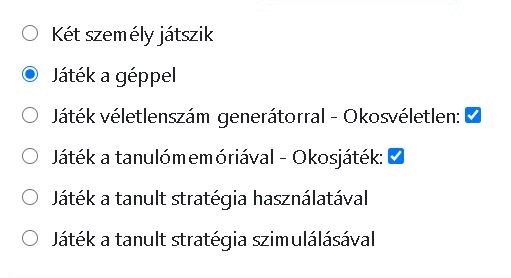 Két személy játszik
Játék a géppel
Játék véletlenszám generátorral - Okosvéletlen:
Játék a tanulómemóriával - Okosjáték:
Játék a tanult stratégia használatával
Játék a tanult stratégia szimulálásával